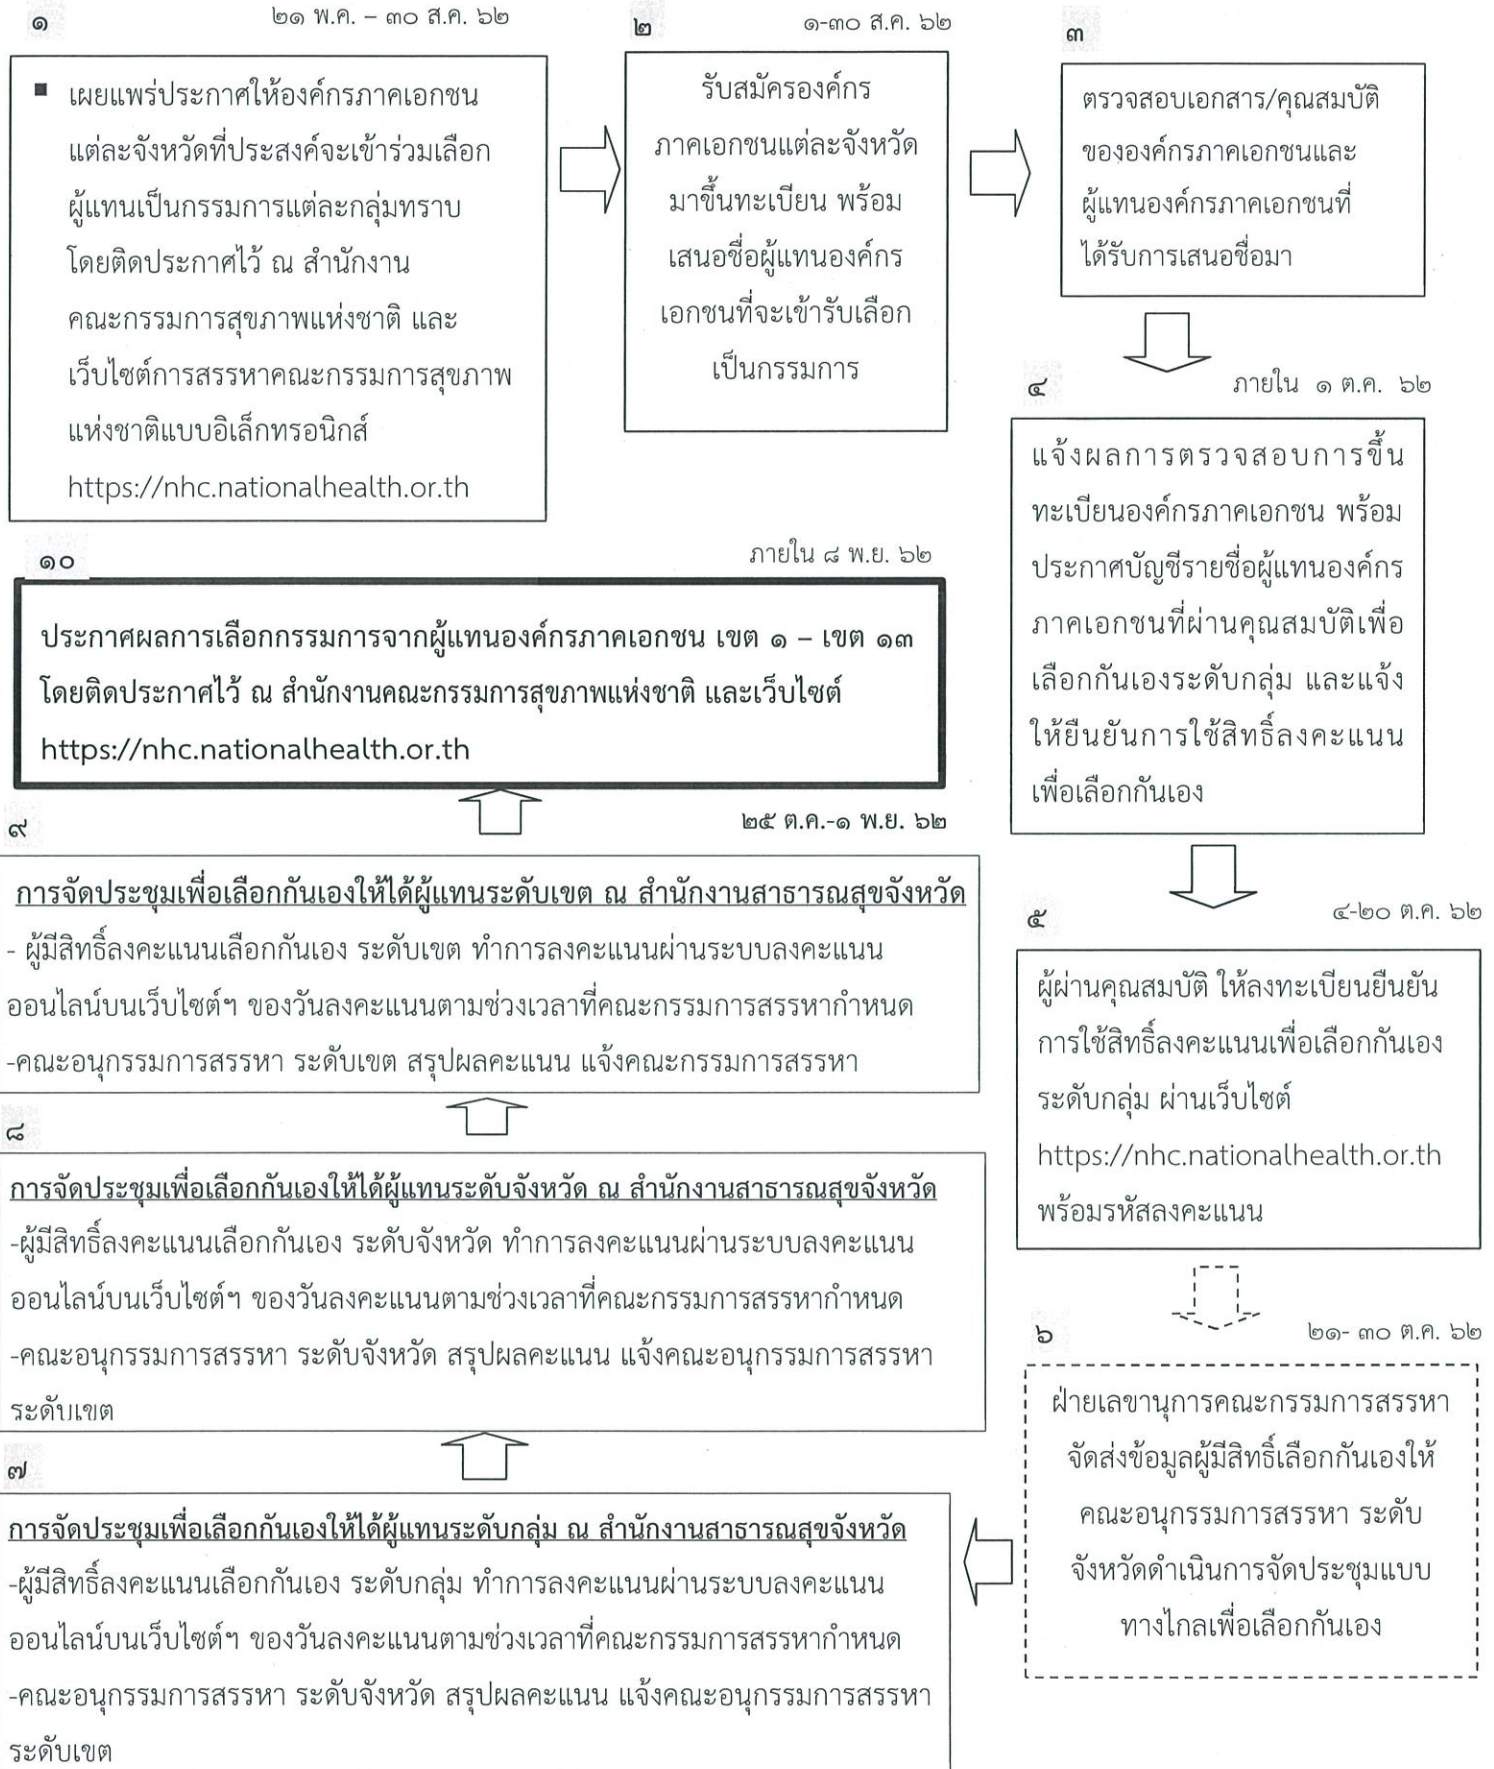 ๑
๒๑ พ.ค. – ๓๐ ส.ค. ๖๒
▪ เผยแพร่ประกาศให้องค์กรภาคเอกชน
แต่ละจังหวัดที่ประสงค์จะเข้าร่วมเลือก
ผู้แทนเป็นกรรมการแต่ละกลุ่มทราบ
โดยติดประกาศไว้ ณ สำนักงาน
คณะกรรมการสุขภาพแห่งชาติ และ
เว็บไซต์การสรรหาคณะกรรมการสุขภาพ
แห่งชาติแบบอิเล็กทรอนิกส์
https://nhc.nationalhealth.or.th
๒
๑-๓๐ ส.ค. ๖๒
รับสมัครองค์กร
ภาคเอกชนแต่ละจังหวัด
มาขึ้นทะเบียน พร้อม
เสนอชื่อผู้แทนองค์กร
เอกชนที่จะเข้ารับเลือก
เป็นกรรมการ
๓
ตรวจสอบเอกสาร/คุณสมบัติ
ขององค์กรภาคเอกชนและ
ผู้แทนองค์กรภาคเอกชนที่
ได้รับการเสนอชื่อมา
๔
ภายใน ๑ ต.ค. ๖๒
แจ้งผลการตรวจสอบการขึ้น
ทะเบียนองค์กรภาคเอกชน พร้อม
ประกาศบัญชีรายชื่อผู้แทนองค์กร
ภาคเอกชนที่ผ่านคุณสมบัติเพื่อ
เลือกกันเองระดับกลุ่ม และแจ้ง
ให้ยืนยันการใช้สิทธิ์ลงคะแนน
เพื่อเลือกกันเอง
๕
๔-๒๐ ต.ค. ๖๒
ผู้ผ่านคุณสมบัติ ให้ลงทะเบียนยืนยัน
การใช้สิทธิ์ลงคะแนนเพื่อเลือกกันเอง
ระดับกลุ่ม ผ่านเว็บไซต์
https://nhc.nationalhealth.or.th
พร้อมรหัสลงคะแนน
๖
๒๑- ๓๐ ต.ค. ๖๒
ฝ่ายเลขานุการคณะกรรมการสรรหา
จัดส่งข้อมูลผู้มีสิทธิ์เลือกกันเองให้
คณะอนุกรรมการสรรหา ระดับ
จังหวัดดำเนินการจัดประชุมแบบ
ทางไกลเพื่อเลือกกันเอง
๗
การจัดประชุมเพื่อเลือกกันเองให้ได้ผู้แทนระดับกลุ่ม ณ สำนักงานสาธารณสุขจังหวัด
-ผู้มีสิทธิ์ลงคะแนนเลือกกันเอง ระดับกลุ่ม ทำการลงคะแนนผ่านระบบลงคะแนน
ออนไลน์บนเว็บไซต์ฯ ของวันลงคะแนนตามช่วงเวลาที่คณะกรรมการสรรหากำหนด
-คณะอนุกรรมการสรรหา ระดับจังหวัด สรุปผลคะแนน แจ้งคณะอนุกรรมการสรรหา
ระดับเขต
๘
การจัดประชุมเพื่อเลือกกันเองให้ได้ผู้แทนระดับจังหวัด ณ สำนักงานสาธารณสุขจังหวัด
-ผู้มีสิทธิ์ลงคะแนนเลือกกันเอง ระดับจังหวัด ทำการลงคะแนนผ่านระบบลงคะแนน
ออนไลน์บนเว็บไซต์ฯ ของวันลงคะแนนตามช่วงเวลาที่คณะกรรมการสรรหากำหนด
-คณะอนุกรรมการสรรหา ระดับจังหวัด สรุปผลคะแนน แจ้งคณะอนุกรรมการสรรหา
ระดับเขต
๙
๒๕ ต.ค.-๑ พ.ย. ๖๒
การจัดประชุมเพื่อเลือกกันเองให้ได้ผู้แทนระดับเขต ณ สำนักงานสาธารณสุขจังหวัด
- ผู้มีสิทธิ์ลงคะแนนเลือกกันเอง ระดับเขต ทำการลงคะแนนผ่านระบบลงคะแนน
ออนไลน์บนเว็บไซต์ฯ ของวันลงคะแนนตามช่วงเวลาที่คณะกรรมการสรรหากำหนด
-คณะอนุกรรมการสรรหา ระดับเขต สรุปผลคะแนน แจ้งคณะกรรมการสรรหา
๑๐
ภายใน ๘ พ.ย. ๖๒
ประกาศผลการเลือกกรรมการจากผู้แทนองค์กรภาคเอกชน เขต ๑ – เขต ๑๓
โดยติดประกาศไว้ ณ สำนักงานคณะกรรมการสุขภาพแห่งชาติ และเว็บไซต์
https://nhc.nationalhealth.or.th